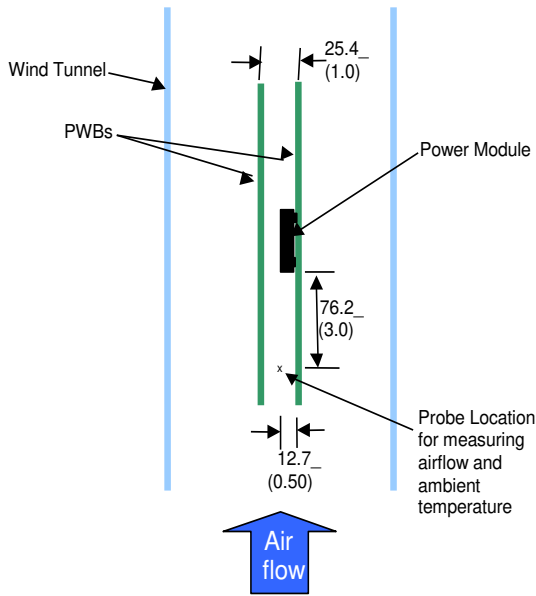 25.4_
(1.0)
Wind Tunnel
PWBs
Power Module
76.2_
(3.0)
x
Probe Location
for measuring
airflow and
ambient
temperature
12.7_
(0.50)
Air
flow